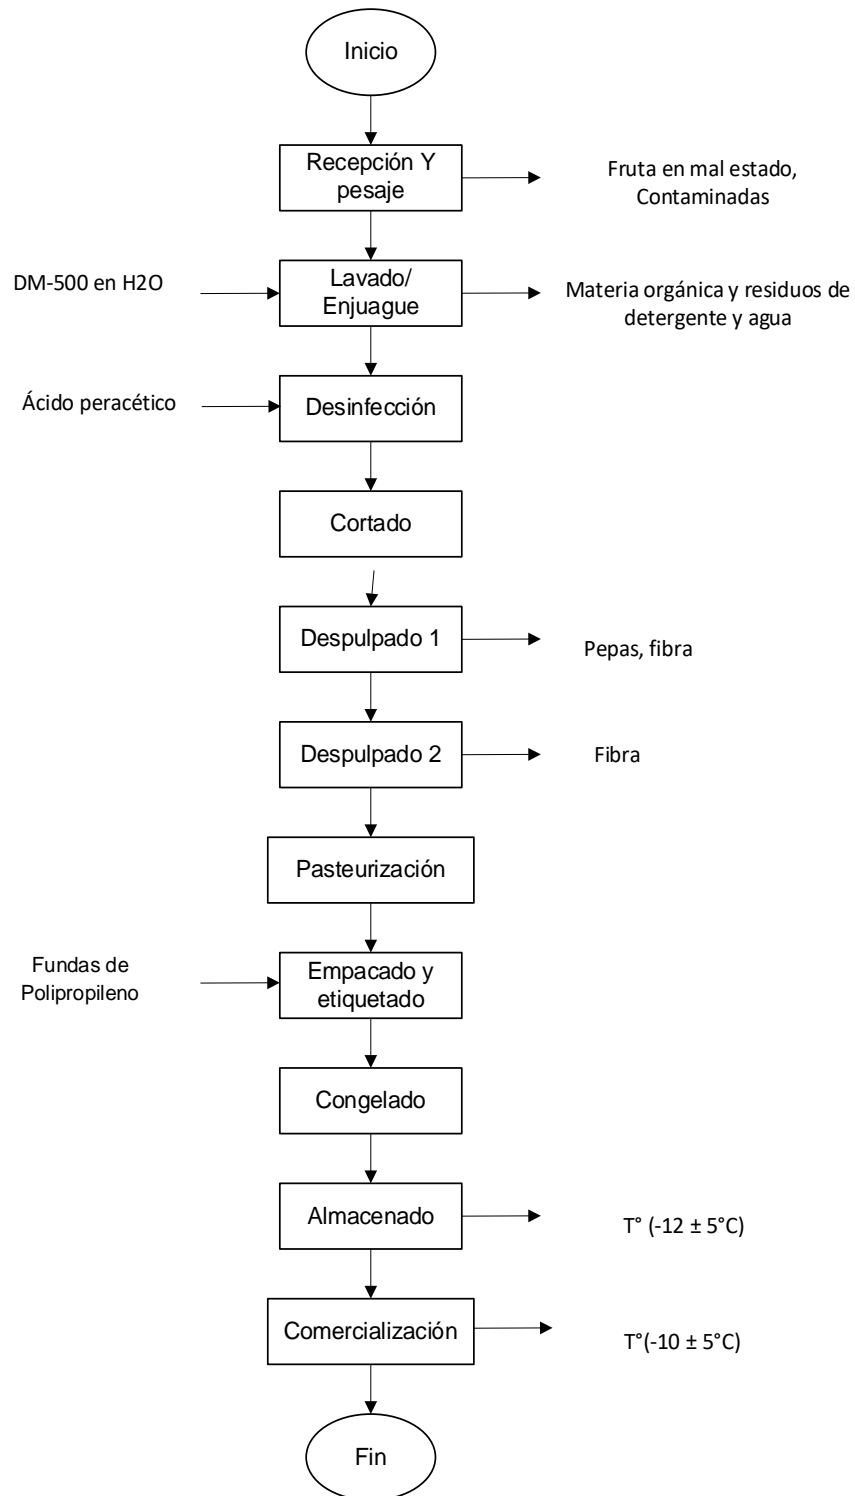 Inicio
Recepción Y
pesaje
Fruta en mal estado,
Contaminadas
DM-500 en H2O
Lavado/
Enjuague
Materia orgánica y residuos de
detergente y agua
Ácido peracético
Desinfección
Cortado
Despulpado 1
Pepas, fibra
Despulpado 2
Fibra
Pasteurización
Fundas de
Polipropileno
Empacado y
etiquetado
Congelado
Almacenado
T° (-12 ± 5°C)
Comercialización
T°(-10 ± 5°C)
Fin